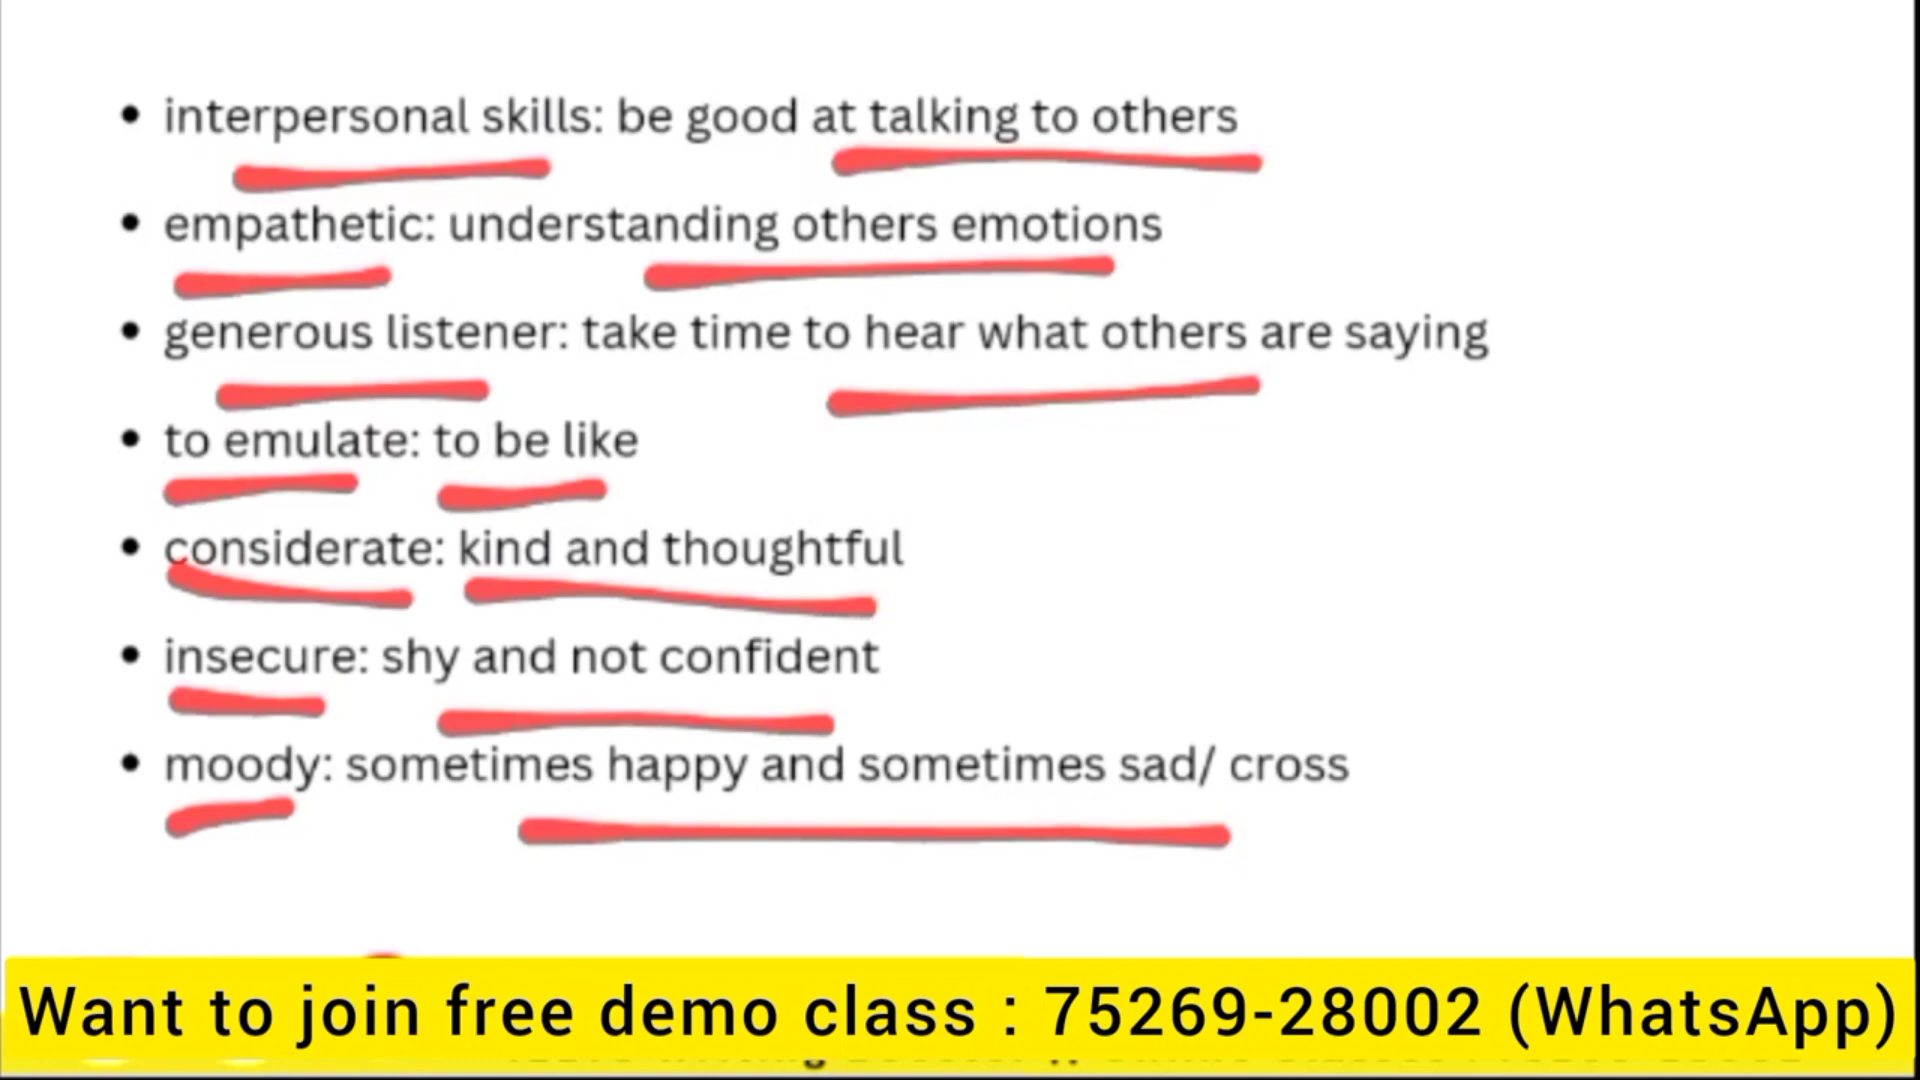 • interpersonal skills: be good at talking to others
• empathetic: understanding others emotions
• generous listener: take time to hear what others are saying
• to emulate: to be like
• considerate: kind and thoughtful
• insecure: shy and not confident
• moody: sometimes happy and sometimes sad/ cross
Want to join free demo class : 75269-28002 (WhatsApp)